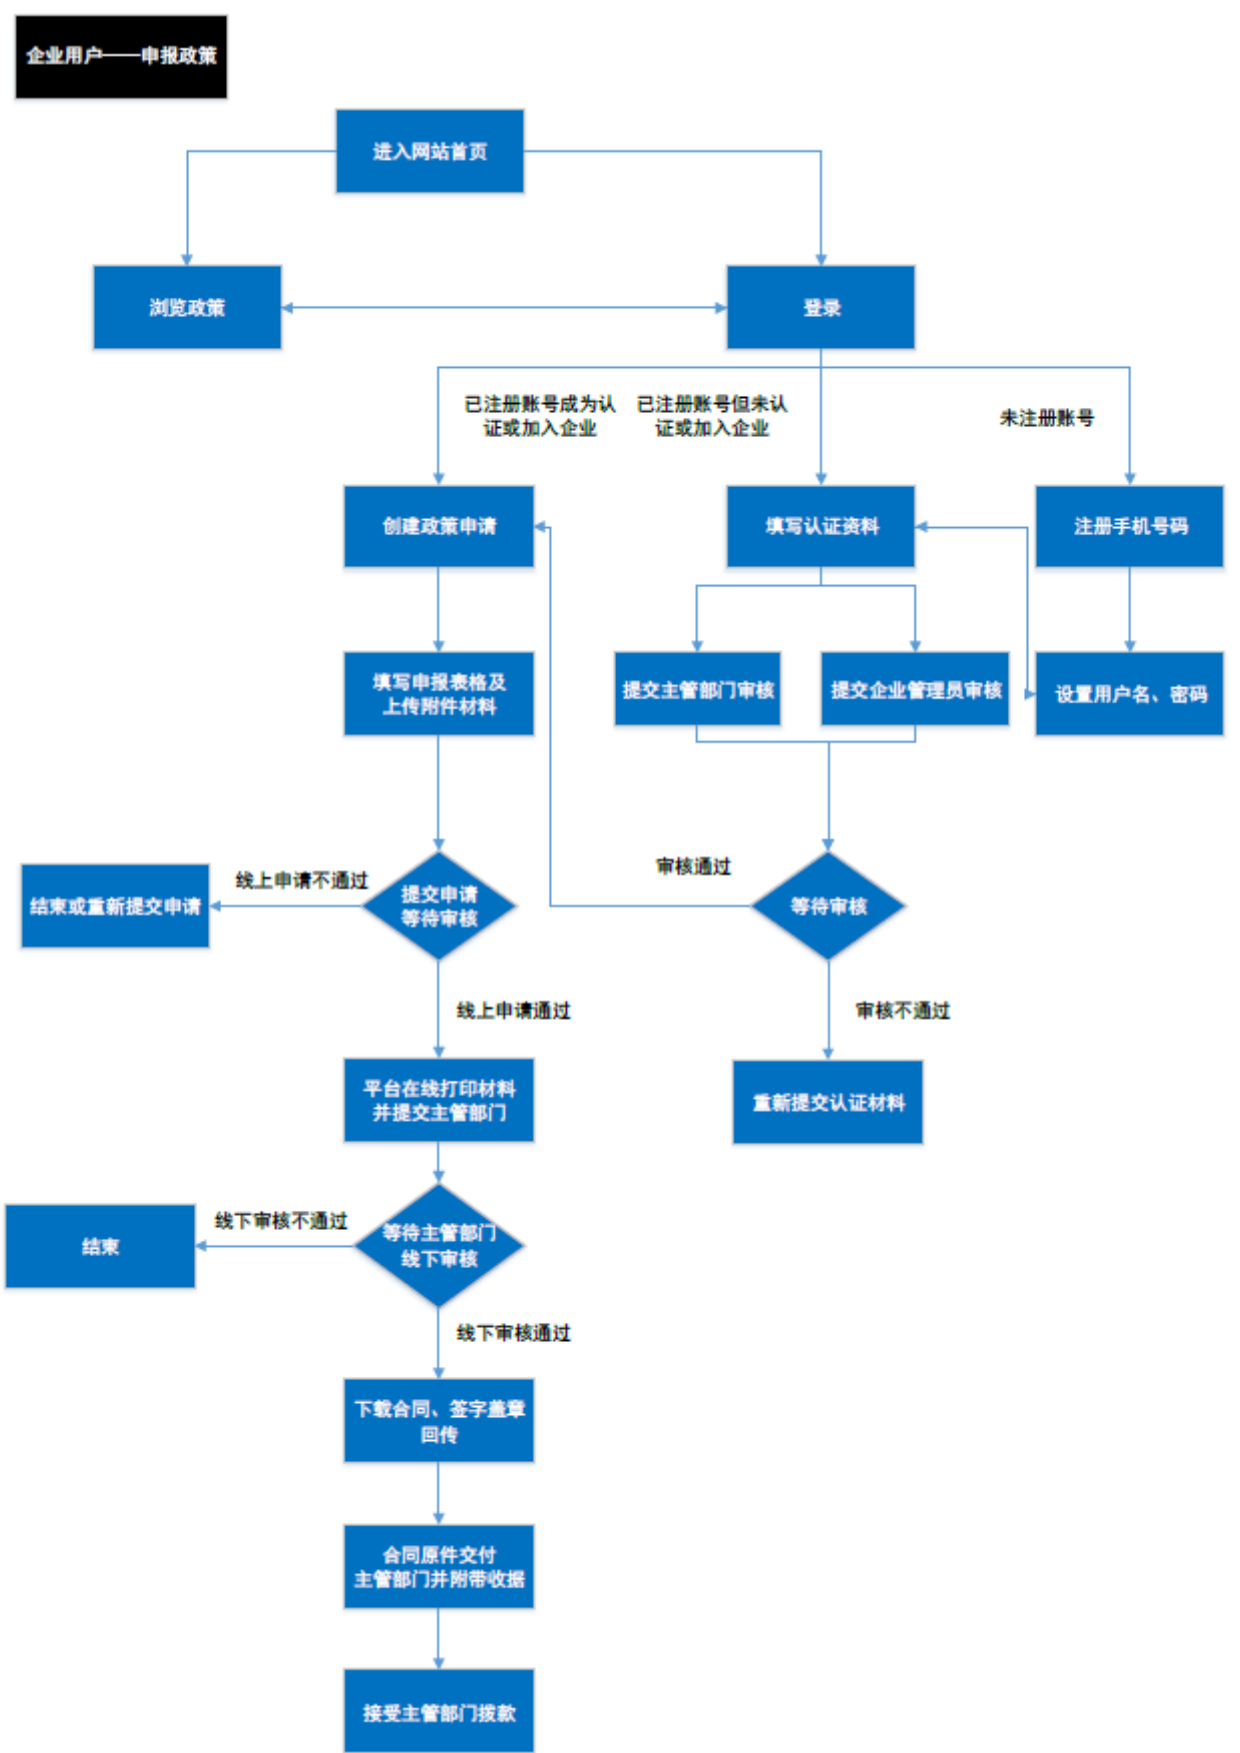 企业用户——申报政策
进入网站首页
浏览政策
登录
已注册账号成为认
证或加入企业
已注册账号但未认
证或加入企业
未注册账号
创建政策申请
填写认证资料
注册手机号码
填写申报表格及
上传附件材料
提交主管部门审核
提交企业管理员审核
设置用户名、密码
审核通过
线上申请不通过
结束或重新提交申请
提交申请
等待审核
等待审核
线上申请通过
审核不通过
平台在线打印材料
并提交主管部门
重新提交认证材料
线下审核不通过
结束
等待主管部门
线下审核
线下审核通过
下载合同、签字盖章
回传
合同原件交付
主管部门并附带收据
接受主管部门拨款